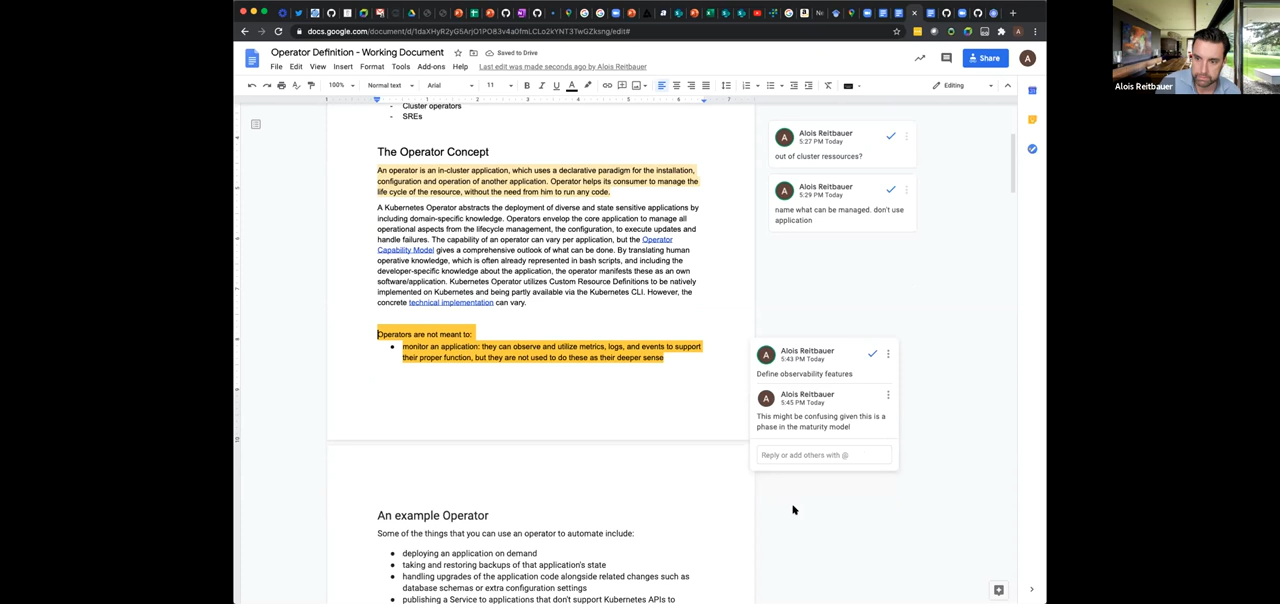 docs.google.com/document/d/1daXHyR2yG5ArjO1PO83v4a0fmLCLo2kYNT3TwGZksng/edit#
Operator Definition - Working Document
Saved to Drive
File Edit View Insert Format Tools Add-ons Help
Last edit was made seconds ago by Alois Reitbauer
Share
A
100%
Normal text
Arial
11
B I U A
Editing
Cluster operators
- SREs
The Operator Concept
An operator is an in-cluster application, which uses a declarative paradigm for the installation,
configuration and operation of another application. Operator helps its consumer to manage the
life cycle of the resource, without the need from him to run any code.
A Kubernetes Operator abstracts the deployment of diverse and state sensitive applications by
including domain-specific knowledge. Operators envelop the core application to manage all
operational aspects from the lifecycle management, the configuration, to execute updates and
handle failures. The capability of an operator can vary per application, but the Operator
Capability Model gives a comprehensive outlook of what can be done. By translating human
operative knowledge, which is often already represented in bash scripts, and including the
developer-specific knowledge about the application, the operator manifests these as an own
software/application. Kubernetes Operator utilizes Custom Resource Definitions to be natively
implemented on Kubernetes and being partly available via the Kubernetes CLI. However, the
concrete technical implementation can vary.
Operators are not meant to:
● monitor an application: they can observe and utilize metrics, logs, and events to support
their proper function, but they are not used to do these as their deeper sense
An example Operator
Some of the things that you can use an operator to automate include:
● deploying an application on demand
● taking and restoring backups of that application's state
● handling upgrades of the application code alongside related changes such as
database schemas or extra configuration settings
● publishing a Service to applications that don't support Kubernetes APIs to
A
Alois Reitbauer
5:27 PM Today
out of cluster ressources?
A
Alois Reitbauer
5:29 PM Today
name what can be managed. don't use
application
A
Alois Reitbauer
5:43 PM Today
Define observability features
A
Alois Reitbauer
5:45 PM Today
This might be confusing given this is a
phase in the maturity model
Reply or add others with @
Alois Reitbauer